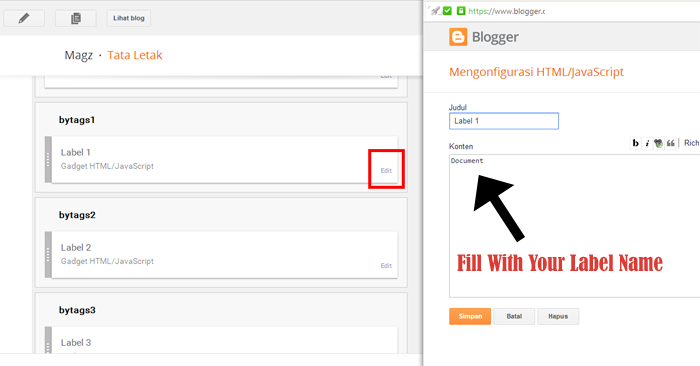 Lihat blog
Magz · Tata Letak
Edit
bytags1
Label 1
Gadget HTML/JavaScript
Edit
bytags2
Label 2
Gadget HTML/JavaScript
Edit
bytags3
Label 3
https://www.blogger.c
Blogger
Mengonfigurasi HTML/JavaScript
Judul
Label 1
Konten
b i Rich
Document
Fill With Your Label Name
Simpan Batal Hapus